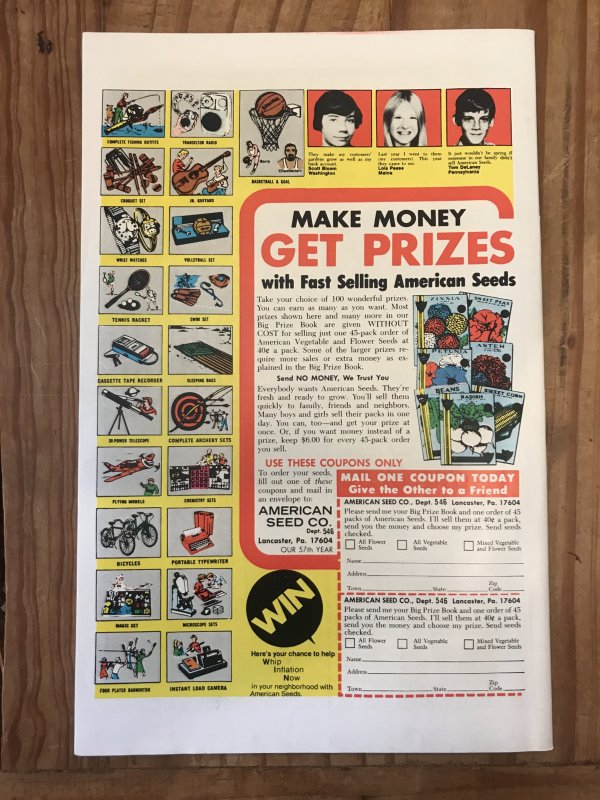 COMPLETE FISHING OUTFITS
TRANSISTOR RADIO
CROQUET SET
JR. GUITARS
WRIST WATCHES
VOLLEYBALL SET
TENNIS RACKET
SWIM SET
CASSETTE TAPE RECORDER
SLEEPING BAGS
30-POWER TELESCOPE
COMPLETE ARCHERY SETS
FLYING MODELS
CHEMISTRY SETS
BICYCLES
PORTABLE TYPEWRITER
MAGIC SET
MICROSCOPE SETS
FOUR PLAYER BADMINTON
INSTANT LOAD CAMERA
SPALDING
Chamberlain
BASKETBALL & GOAL
They make my customers'
gardens grow as well as my
bank account.
Scott Bloom
Washington
Last year I went to them
(my customers). This year
they came to me.
Lois Pease
Maine
It just wouldn't be spring if
someone in our family didn't
sell American Seeds.
Tom DeLaney
Pennsylvania
MAKE MONEY
GET PRIZES
with Fast Selling American Seeds
Take your choice of 100 wonderful prizes.
You can earn as many as you want. Most
prizes shown here and many more in our
Big Prize Book are given WITHOUT
COST for selling just one 45-pack order of
American Vegetable and Flower Seeds at
40¢ a pack. Some of the larger prizes re-
quire more sales or extra money as ex-
plained in the Big Prize Book.
Send NO MONEY, We Trust You
Everybody wants American Seeds. They're
fresh and ready to grow. You'll sell them
quickly to family, friends and neighbors.
Many boys and girls sell their packs in one
day. You can, too—and get your prize at
once. Or, if you want money instead of a
prize, keep $6.00 for every 45-pack order
you sell.
ZINNIA
SWEET PEAS
PETUNIA
ASTER
BEANS
RADISH
SWEET CORN
USE THESE COUPONS ONLY
To order your seeds,
fill out one of these
coupons and mail in
an envelope to:
AMERICAN
SEED CO.
Dept. 546
Lancaster, Pa. 17604
OUR 57th YEAR
WIN
Here's your chance to help
Whip
Inflation
Now
in your neighborhood with
American Seeds.
MAIL ONE COUPON TODAY
Give the Other to a Friend
AMERICAN SEED CO., Dept. 546 Lancaster, Pa. 17604
Please send me your Big Prize Book and one order of 45
packs of American Seeds. I'll sell them at 40¢ a pack,
send you the money and choose my prize. Send seeds
checked.
All Flower Seeds
All Vegetable Seeds
Mixed Vegetable and Flower Seeds
Name
Address
Town State Zip Code
AMERICAN SEED CO., Dept. 546 Lancaster, Pa. 17604
Please send me your Big Prize Book and one order of 45
packs of American Seeds. I'll sell them at 40¢ a pack,
send you the money and choose my prize. Send seeds
checked.
All Flower Seeds
All Vegetable Seeds
Mixed Vegetable and Flower Seeds
Name
Address
Town State Zip Code